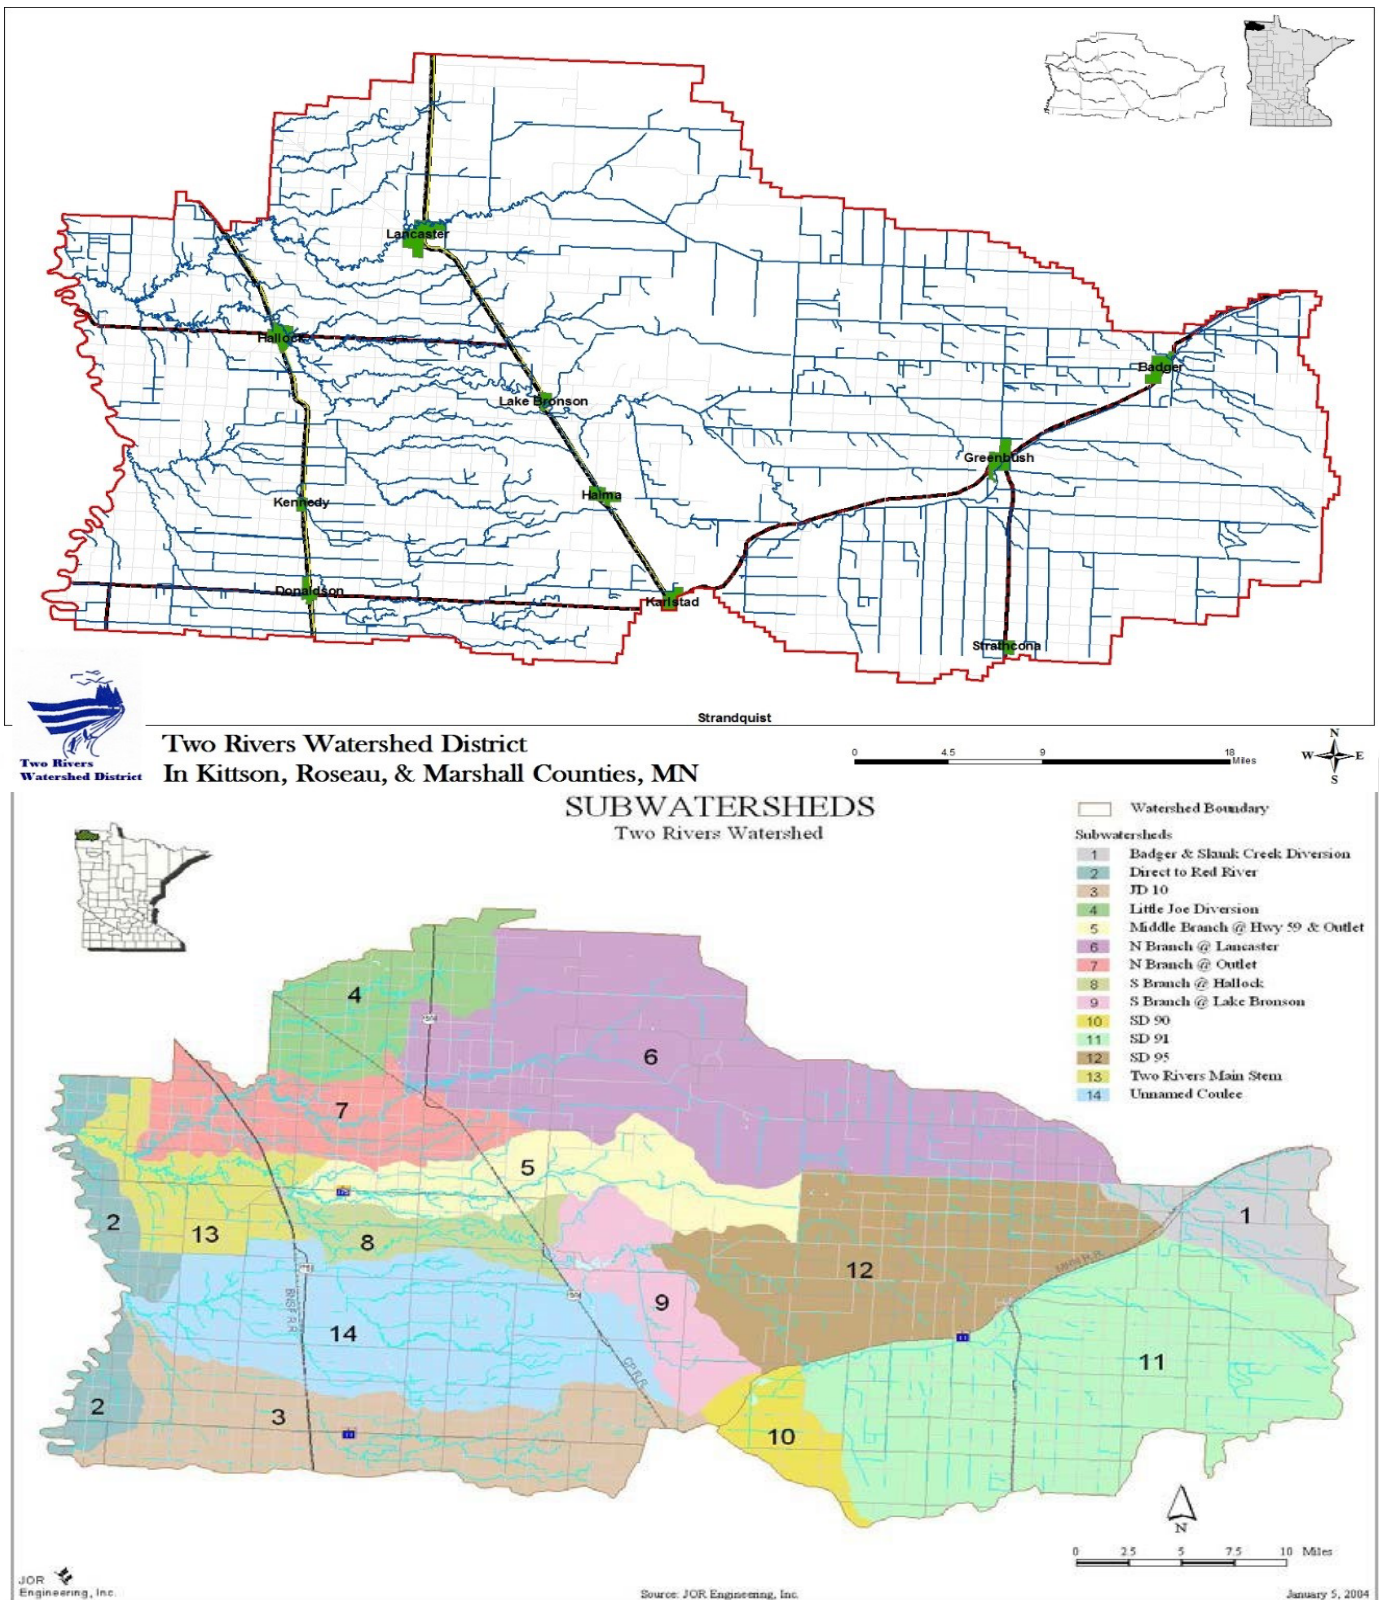 Lancaster
Hallock
Badger
Lake Bronson
Greenbush
Halma
Kennedy
Donaldson
Karlstad
Strathcona
Strandquist
Two Rivers
Watershed District
Two Rivers Watershed District
In Kittson, Roseau, & Marshall Counties, MN
0 4.5 9 18
Miles
N
W E
S
SUBWATERSHEDS
Two Rivers Watershed
Watershed Boundary
Subwatersheds
1 Badger & Skunk Creek Diversion
2 Direct to Red River
3 JD 10
4 Little Joe Diversion
5 Middle Branch @ Hwy 59 & Outlet
6 N Branch @ Lancaster
7 N Branch @ Outlet
8 S Branch @ Hallock
9 S Branch @ Lake Bronson
10 SD 90
11 SD 91
12 SD 95
13 Two Rivers Main Stem
14 Unnamed Coulee
4
6
7
5
2
13
8
1
12
9
14
11
2
3
10
BNSF R.R.
CP R.R.
N
0 2.5 5 7.5 10 Miles
JOR
Engineering, Inc.
Source: JOR Engineering, Inc.
January 5, 2004